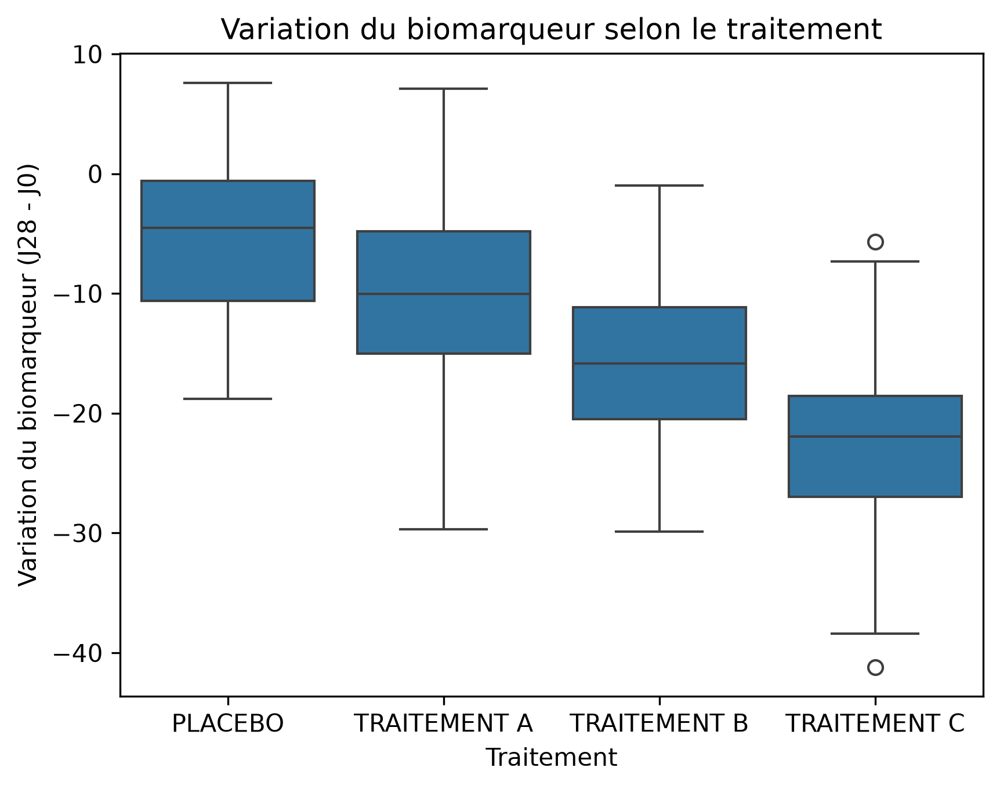 Variation du biomarqueur selon le traitement
Variation du biomarqueur (J28 - J0)
10
0
−10
−20
−30
−40
PLACEBO TRAITEMENT A TRAITEMENT B TRAITEMENT C
Traitement